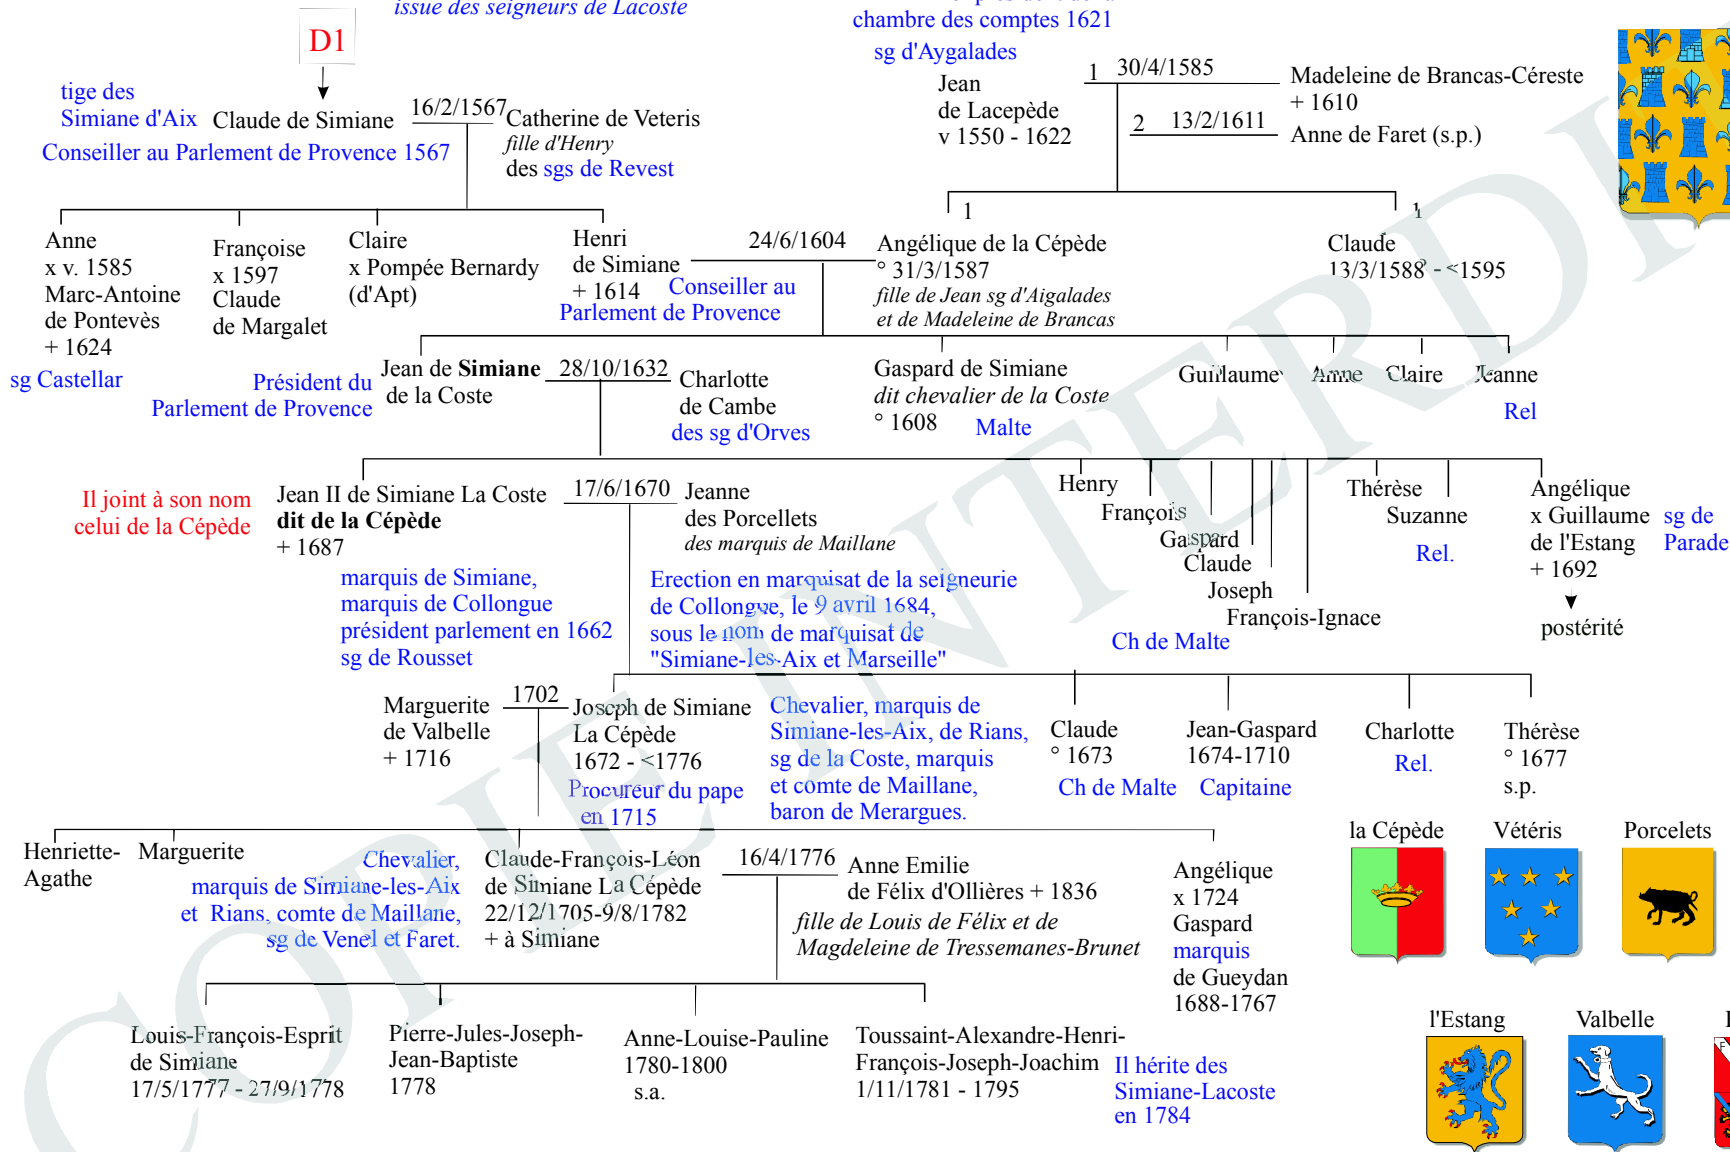 issue des seigneurs de Lacoste
chambre des comptes 1621
sg d'Aygalades
D1
tige des
Simiane d'Aix
Claude de Simiane
16/2/1567
Catherine de Veteris
fille d'Henry
des sgs de Revest
Conseiller au Parlement de Provence 1567
Jean
de Lacepède
v 1550 - 1622
1 30/4/1585
Madeleine de Brancas-Céreste
+ 1610
2 13/2/1611
Anne de Faret (s.p.)
Anne
x v. 1585
Marc-Antoine
de Pontevès
+ 1624
sg Castellar
Françoise
x 1597
Claude
de Margalet
Claire
x Pompée Bernardy
(d'Apt)
Henri
de Simiane
+ 1614
Conseiller au
Parlement de Provence
24/6/1604
1
Angélique de la Cépède
° 31/3/1587
fille de Jean sg d'Aigalades
et de Madeleine de Brancas
1
Claude
13/3/1588 - <1595
Président du
Parlement de Provence
Jean de Simiane
de la Coste
28/10/1632
Charlotte
de Cambe
des sg d'Orves
Gaspard de Simiane
dit chevalier de la Coste
° 1608
Malte
Guillaume
Anne
Claire
Jeanne
Rel
Il joint à son nom
celui de la Cépède
Jean II de Simiane La Coste
dit de la Cépède
+ 1687
marquis de Simiane,
marquis de Collongue
président parlement en 1662
sg de Rousset
17/6/1670
Jeanne
des Porcellets
des marquis de Maillane
Erection en marquisat de la seigneurie
de Collongue, le 9 avril 1684,
sous le nom de marquisat de
"Simiane-les-Aix et Marseille"
Henry
François
Gaspard
Claude
Joseph
François-Ignace
Ch de Malte
Thérèse
Suzanne
Rel.
Angélique
x Guillaume
de l'Estang
+ 1692
sg de
Parade
postérité
Marguerite
de Valbelle
+ 1716
1702
Joseph de Simiane
La Cépède
1672 - <1776
Procureur du pape
en 1715
Chevalier, marquis de
Simiane-les-Aix, de Rians,
sg de la Coste, marquis
et comte de Maillane,
baron de Merargues.
Claude
° 1673
Ch de Malte
Jean-Gaspard
1674-1710
Capitaine
Charlotte
Rel.
Thérèse
° 1677
s.p.
Henriette-
Agathe
Marguerite
Chevalier,
marquis de Simiane-les-Aix
et Rians, comte de Maillane,
sg de Venel et Faret.
Claude-François-Léon
de Simiane La Cépède
22/12/1705-9/8/1782
+ à Simiane
16/4/1776
Anne Emilie
de Félix d'Ollières + 1836
fille de Louis de Félix et de
Magdeleine de Tressemanes-Brunet
Angélique
x 1724
Gaspard
marquis
de Gueydan
1688-1767
la Cépède
Vétéris
Porcelets
Louis-François-Esprit
de Simiane
17/5/1777 - 27/9/1778
Pierre-Jules-Joseph-
Jean-Baptiste
1778
Anne-Louise-Pauline
1780-1800
s.a.
Toussaint-Alexandre-Henri-
François-Joseph-Joachim
1/11/1781 - 1795
Il hérite des
Simiane-Lacoste
en 1784
l'Estang
Valbelle
COPIE INTERDI